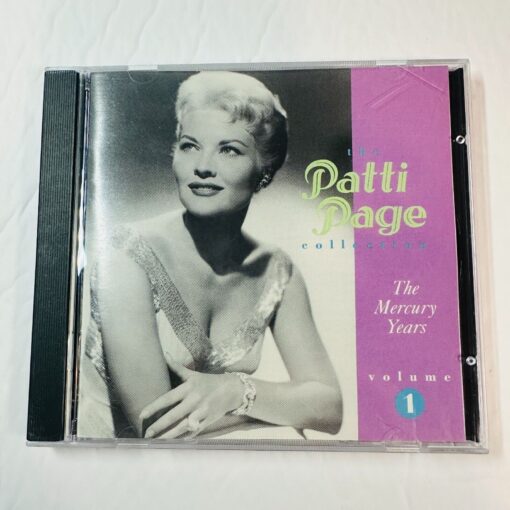 the
Patti
Page
collection
The
Mercury
Years
volume
1